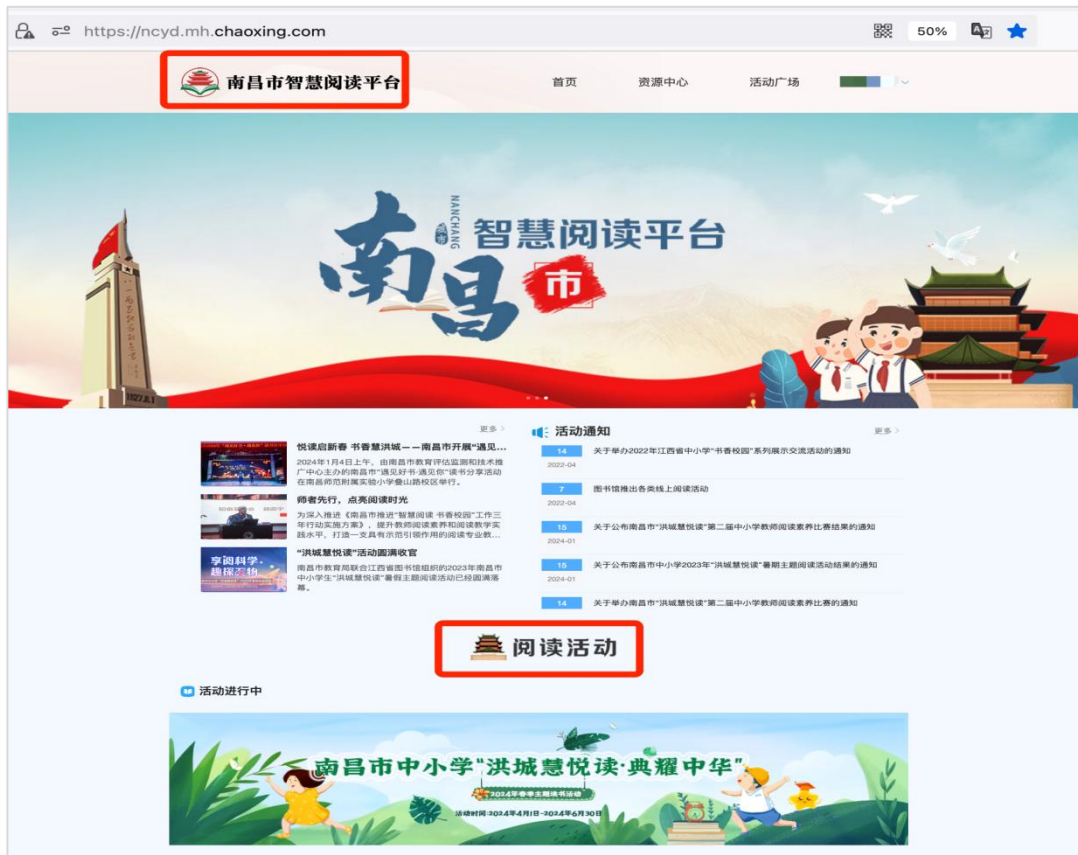 https://ncyd.mh.chaoxing.com
50%
南昌市智慧阅读平台
首页
资源中心
活动广场
NANCHANG
南昌
城市
智慧阅读平台
市
1927.8.1
更多
悦读启新春 书香慧洪城——南昌市开展“遇见...
2024年1月4日上午，由南昌市教育评估监测和技术推
广中心主办的南昌市“遇见好书·遇见你”读书分享活动
在南昌师范附属实验小学叠山路校区举行。
师者先行，点亮阅读时光
为深入推进《南昌市推进“智慧阅读 书香校园”工作三
年行动实施方案》，提升教师阅读素养和阅读教学实
践水平，打造一支具有示范引领作用的阅读专业教...
享阅科学·
趣探万物
“洪城慧悦读”活动圆满收官
南昌市教育局联合江西省图书馆组织的2023年南昌市
中小学生“洪城慧悦读”暑假主题阅读活动已经圆满落
幕。
活动通知
更多
14
2022-04
关于举办2022年江西省中小学“书香校园”系列展示交流活动的通知
7
2022-04
图书馆推出各类线上阅读活动
15
2024-01
关于公布南昌市“洪城慧悦读”第二届中小学教师阅读素养比赛结果的通知
15
2024-01
关于公布南昌市中小学2023年“洪城慧悦读”暑期主题阅读活动结果的通知
14
关于举办南昌市“洪城慧悦读”第二届中小学教师阅读素养比赛的通知
阅读活动
活动进行中
南昌市中小学“洪城慧悦读·典耀中华”
2024年春季主题读书活动
活动时间:2024年4月1日-2024年6月30日